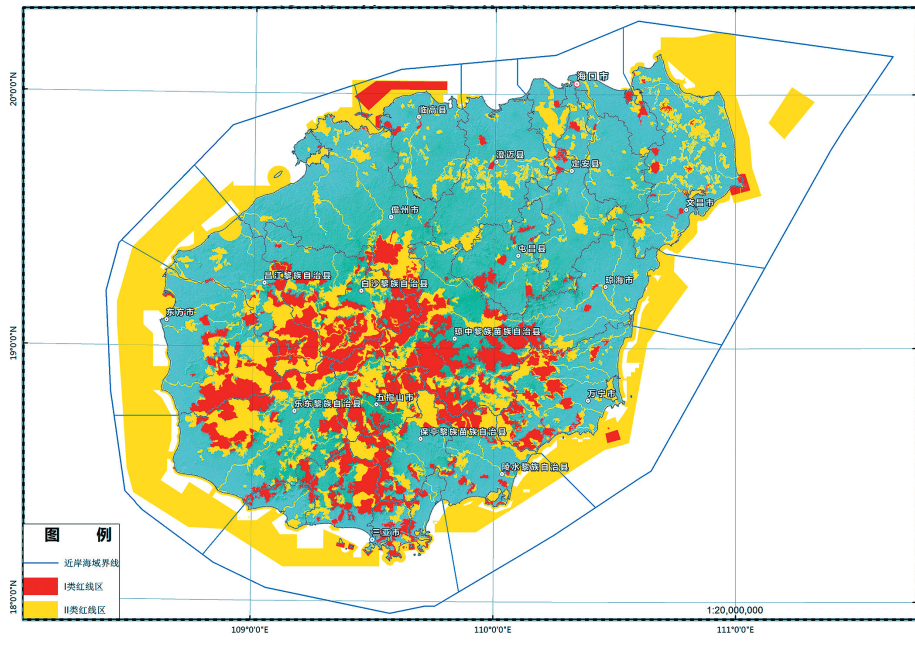 20°0'0"N
19°0'0"N
18°0'0"N
海口市
临高县
澄迈县
定安县
文昌市
儋州市
屯昌县
昌江黎族自治县
白沙黎族自治县
琼海市
东方市
琼中黎族苗族自治县
五指山市
乐东黎族自治县
万宁市
保亭黎族苗族自治县
陵水黎族自治县
三亚市
图 例
近岸海域界线
I类红线区
II类红线区
1:20,000,000
109°0'0"E
110°0'0"E
111°0'0"E